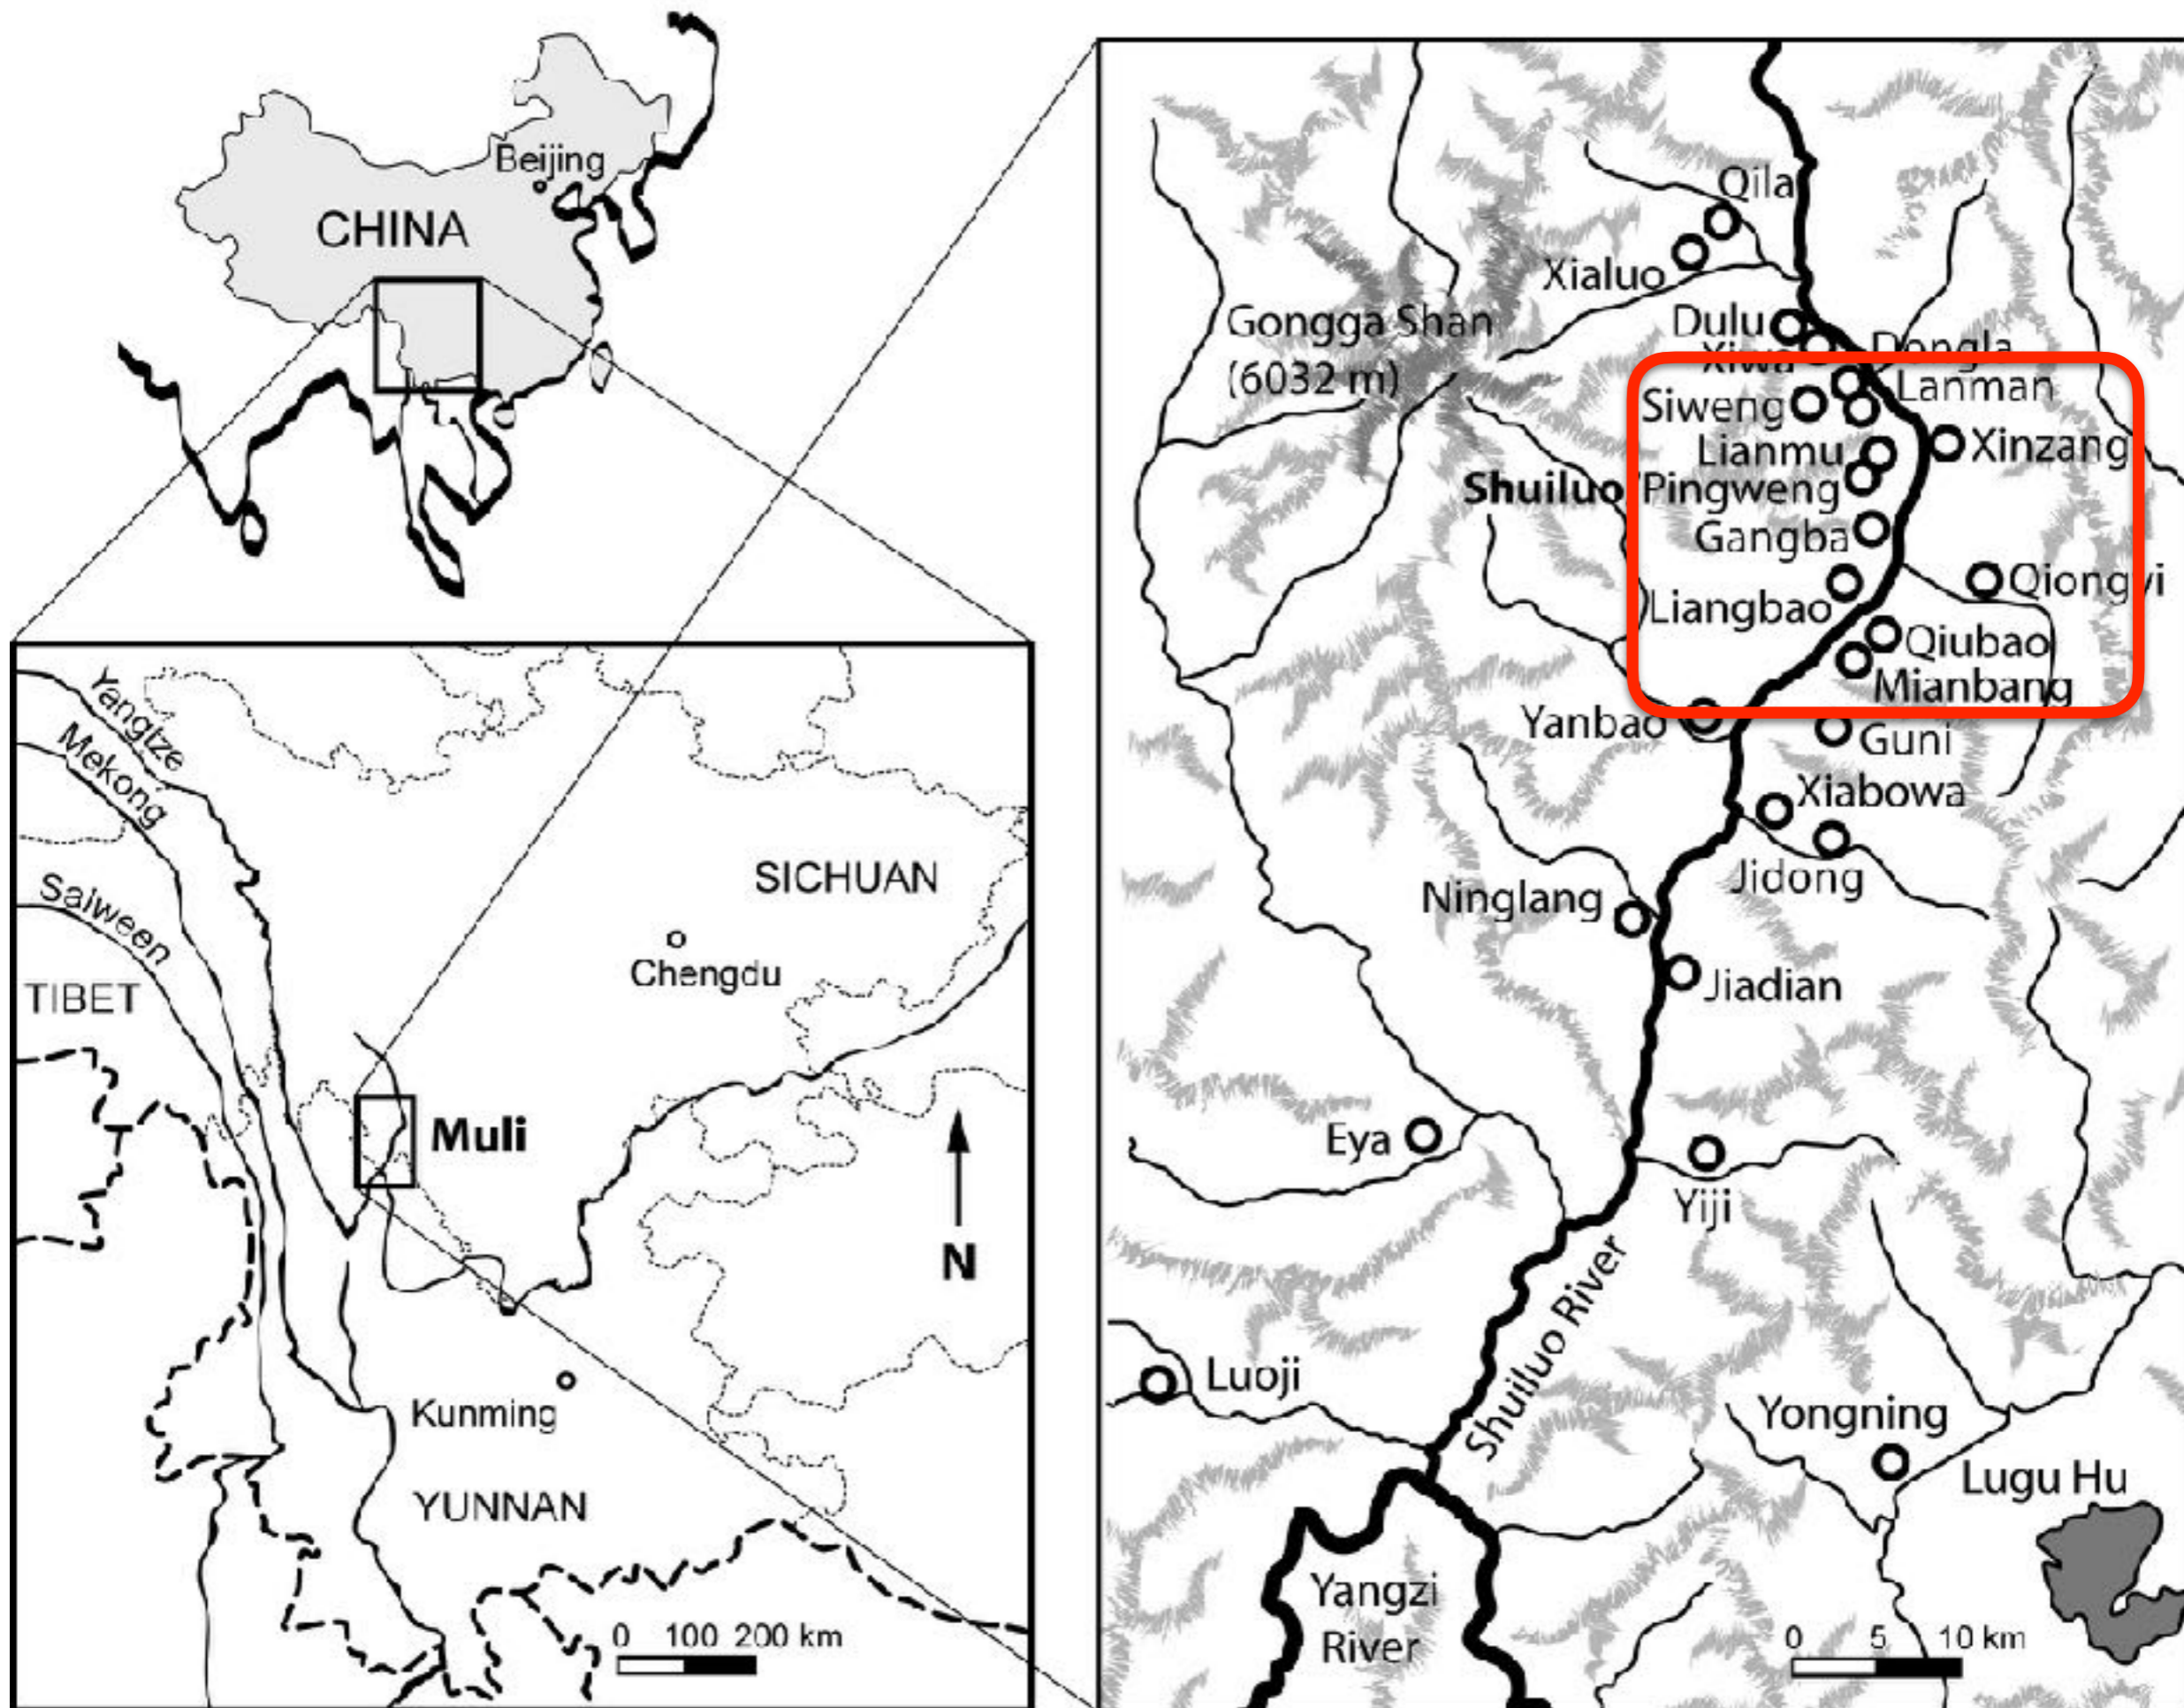 Beijing
CHINA
Yangtze
Mekong
Salween
TIBET
SICHUAN
Chengdu
Muli
N
Kunming
YUNNAN
0 100 200 km
Qila
Xialuo
Gongga Shan
(6032 m)
Dulu
Xiwa
Dongla
Lanman
Siweng
Lianmu
Xinzang
Shuiluo/Pingweng
Gangba
Qiongyi
Liangbao
Qiubao
Mianbang
Yanbao
Guni
Xiabowa
Jidong
Ninglang
Jiadian
Eya
Yiji
Shuiluo River
Luoji
Yongning
Lugu Hu
Yangzi
River
0 5 10 km